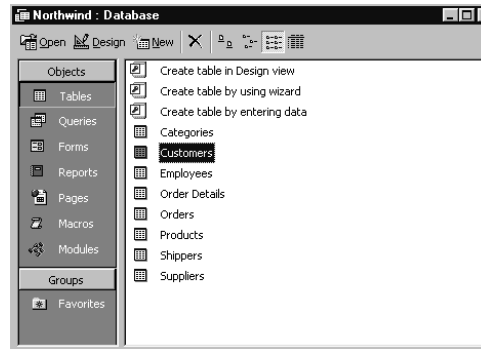 Northwind : Database
Open Design New
Objects
Tables
Queries
Forms
Reports
Pages
Macros
Modules
Groups
Favorites
Create table in Design view
Create table by using wizard
Create table by entering data
Categories
Customers
Employees
Order Details
Orders
Products
Shippers
Suppliers